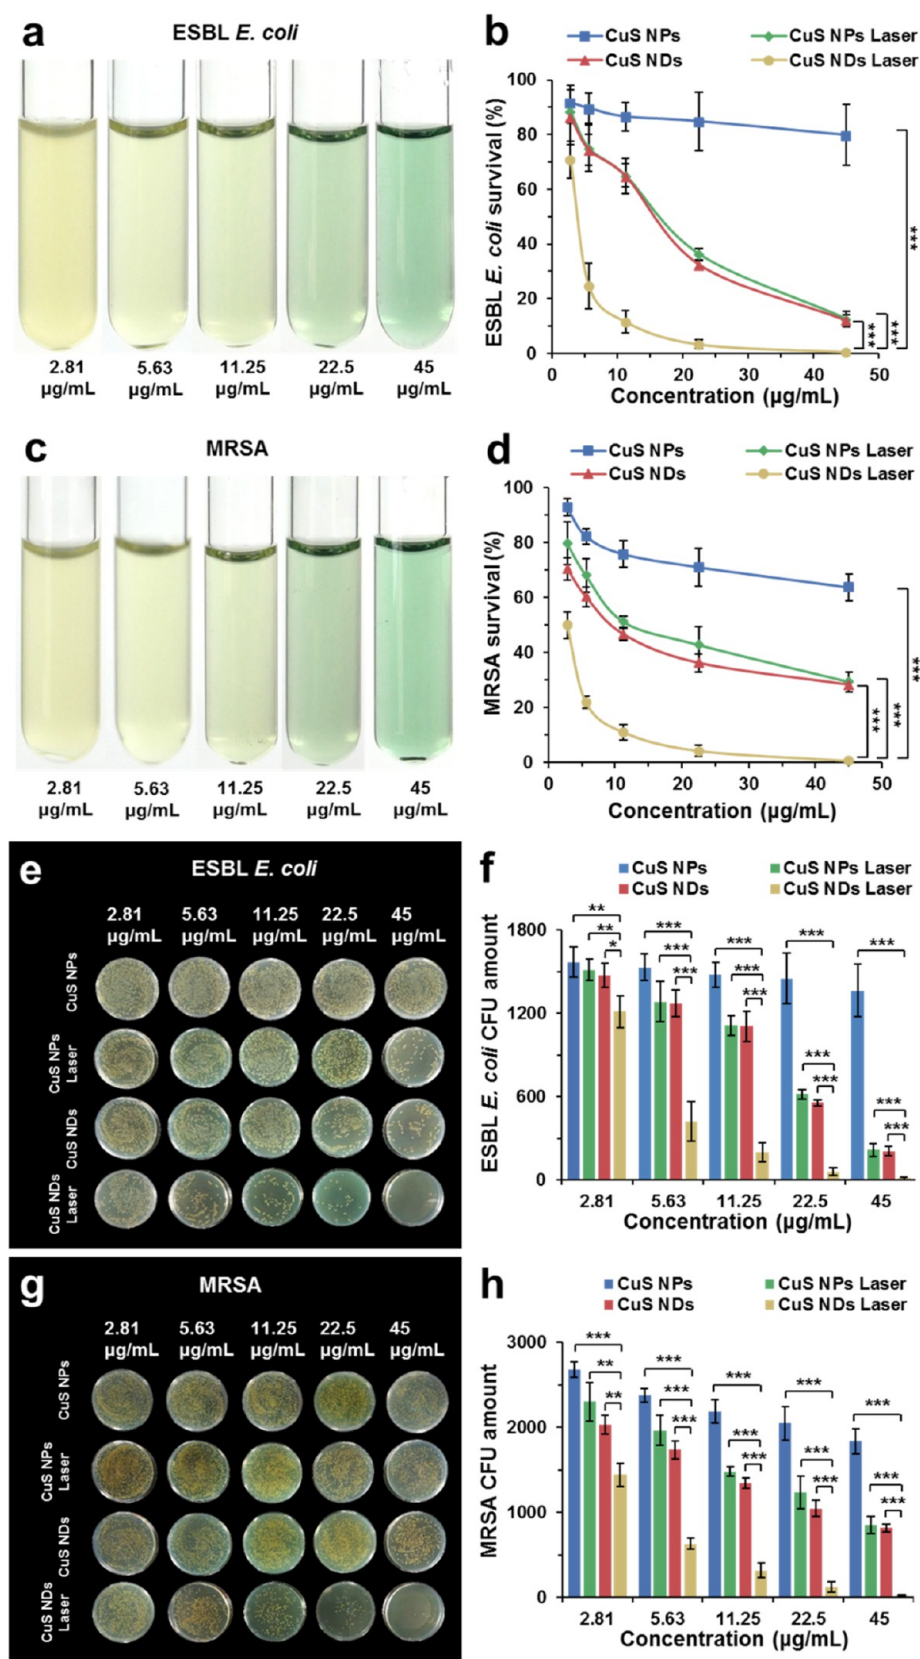 a
ESBL E. coli
2.81
µg/mL
5.63
µg/mL
11.25
µg/mL
22.5
µg/mL
45
µg/mL
b
CuS NPs
CuS NPs Laser
CuS NDs
CuS NDs Laser
ESBL E. coli survival (%)
100
80
60
40
20
0
0 10 20 30 40 50
Concentration (µg/mL)
***
***
***
c
MRSA
2.81
µg/mL
5.63
µg/mL
11.25
µg/mL
22.5
µg/mL
45
µg/mL
d
CuS NPs
CuS NPs Laser
CuS NDs
CuS NDs Laser
MRSA survival (%)
100
80
60
40
20
0
0 10 20 30 40 50
Concentration (µg/mL)
***
***
***
e
ESBL E. coli
2.81
µg/mL
5.63
µg/mL
11.25
µg/mL
22.5
µg/mL
45
µg/mL
CuS NPs
CuS NPs
Laser
CuS NDs
CuS NDs
Laser
f
CuS NPs
CuS NPs Laser
CuS NDs
CuS NDs Laser
ESBL E. coli CFU amount
1800
1200
600
0
** ** *
*** *** ***
*** *** ***
*** *** ***
*** *** ***
2.81 5.63 11.25 22.5 45
Concentration (µg/mL)
g
MRSA
2.81
µg/mL
5.63
µg/mL
11.25
µg/mL
22.5
µg/mL
45
µg/mL
CuS NPs
CuS NPs
Laser
CuS NDs
CuS NDs
Laser
h
CuS NPs
CuS NPs Laser
CuS NDs
CuS NDs Laser
MRSA CFU amount
3000
2000
1000
0
*** ** **
*** *** ***
*** *** ***
*** *** ***
*** *** ***
2.81 5.63 11.25 22.5 45
Concentration (µg/mL)